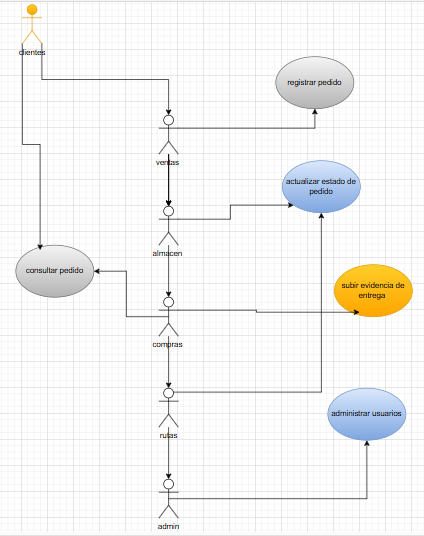 clientes
registrar pedido
ventas
actualizar estado de
pedido
almacen
consultar pedido
subir evidencia de
entrega
compras
administrar usuarios
rutas
admin